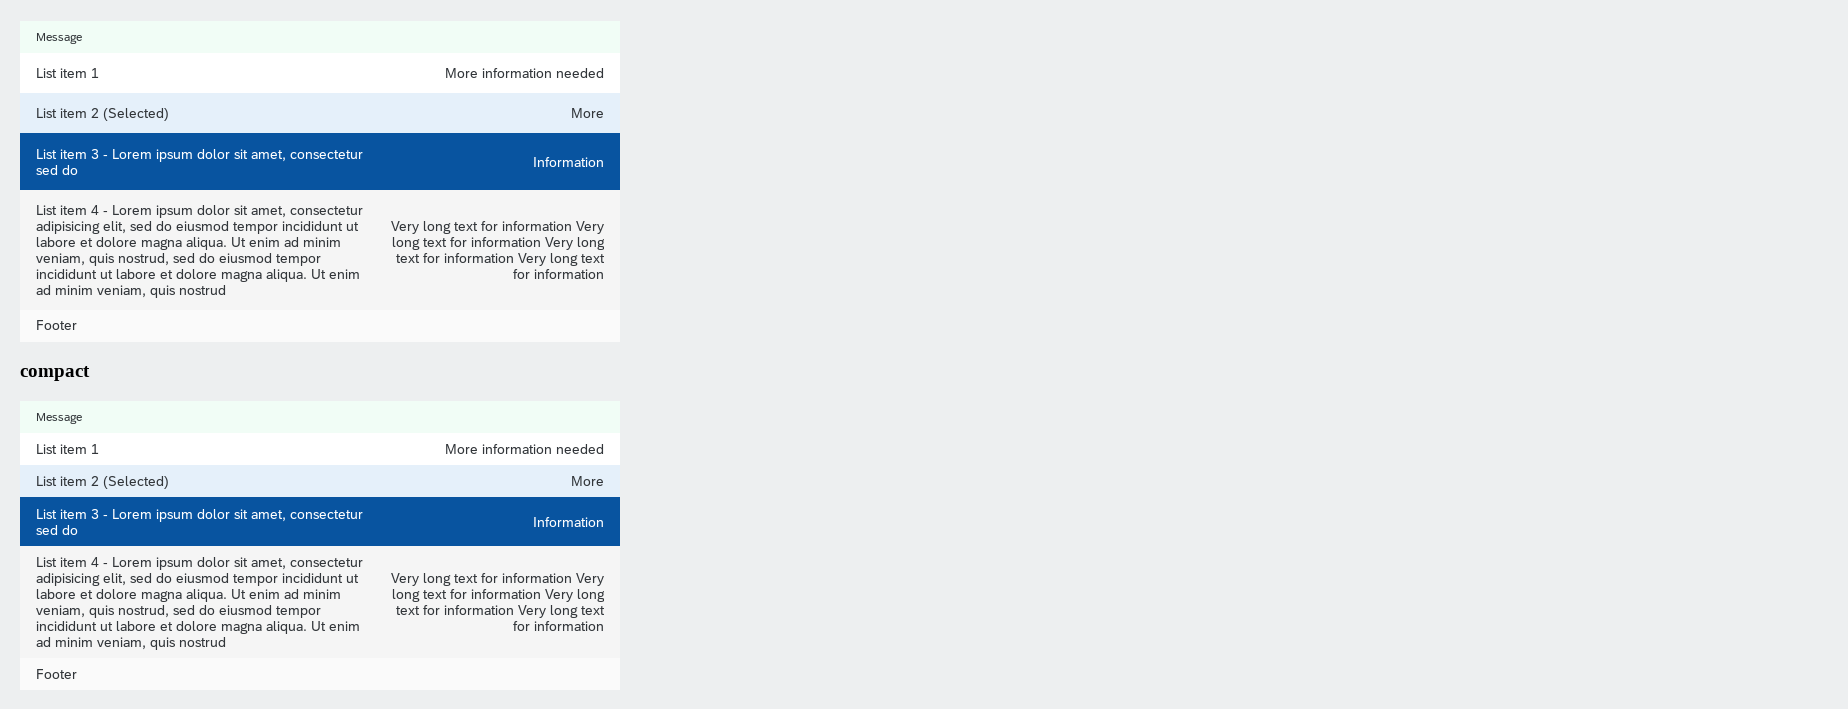 Message
List item 1 More information needed
List item 2 (Selected) More
List item 3 - Lorem ipsum dolor sit amet, consectetur
sed do
Information
List item 4 - Lorem ipsum dolor sit amet, consectetur
adipisicing elit, sed do eiusmod tempor incididunt ut
labore et dolore magna aliqua. Ut enim ad minim
veniam, quis nostrud, sed do eiusmod tempor
incididunt ut labore et dolore magna aliqua. Ut enim
ad minim veniam, quis nostrud
Very long text for information Very
long text for information Very long
text for information Very long text
for information
Footer
compact
Message
List item 1 More information needed
List item 2 (Selected) More
List item 3 - Lorem ipsum dolor sit amet, consectetur
sed do
Information
List item 4 - Lorem ipsum dolor sit amet, consectetur
adipisicing elit, sed do eiusmod tempor incididunt ut
labore et dolore magna aliqua. Ut enim ad minim
veniam, quis nostrud, sed do eiusmod tempor
incididunt ut labore et dolore magna aliqua. Ut enim
ad minim veniam, quis nostrud
Very long text for information Very
long text for information Very long
text for information Very long text
for information
Footer